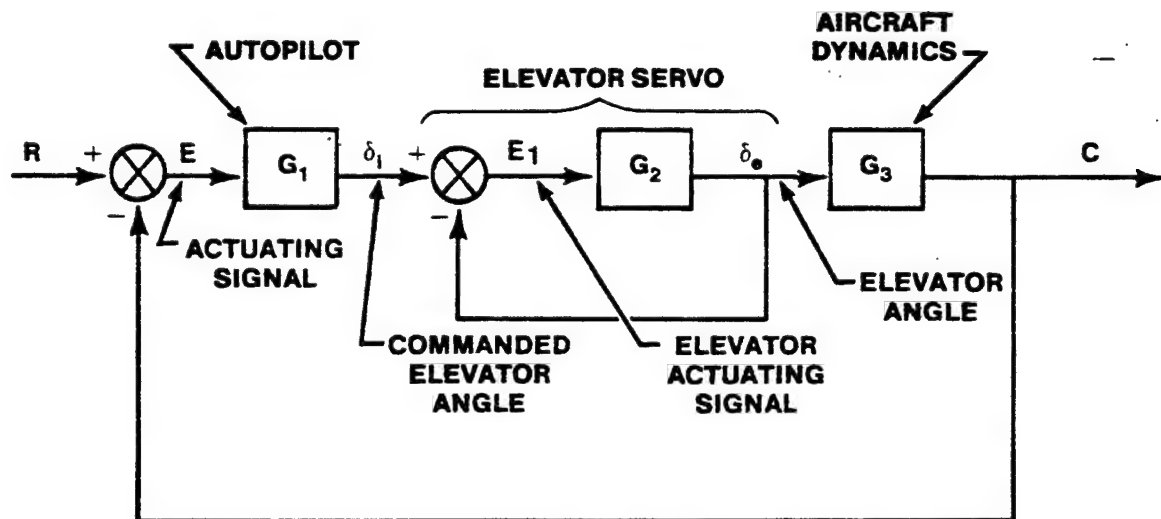 AUTOPILOT
AIRCRAFT
DYNAMICS
ELEVATOR SERVO
R
+
E
G₁
δᵢ
+
E₁
G₂
δₑ
G₃
C
−
−
ACTUATING
SIGNAL
ELEVATOR
ANGLE
COMMANDED
ELEVATOR
ANGLE
ELEVATOR
ACTUATING
SIGNAL